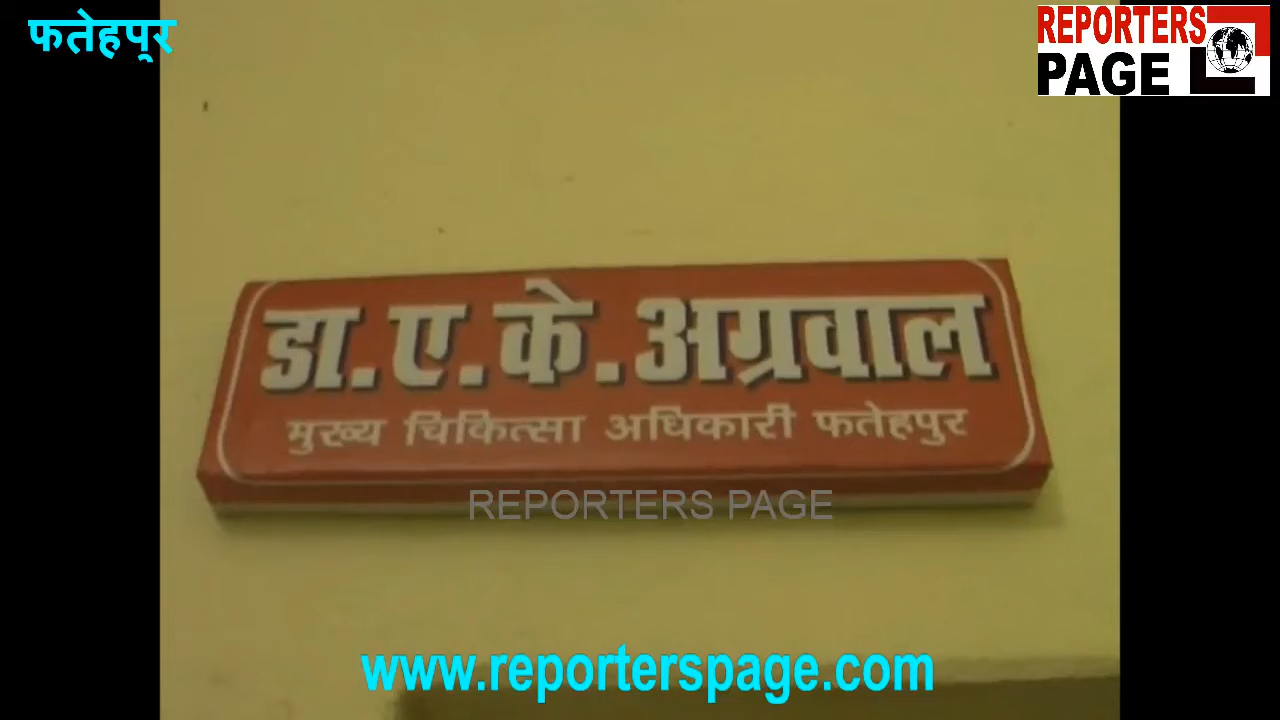 फतेहपुर
REPORTERS
PAGE
डा.ए.के.अग्रवाल
मुख्य चिकित्सा अधिकारी फतेहपुर
REPORTERS PAGE
www.reporterspage.com